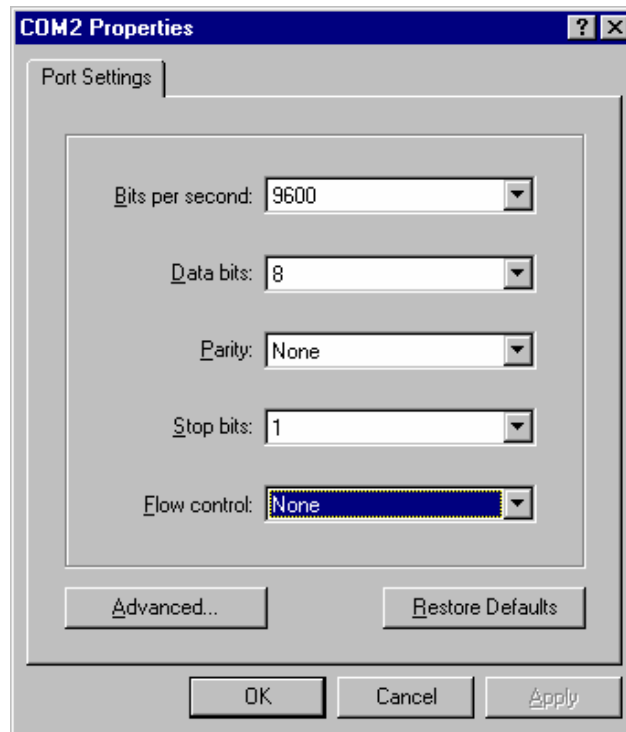 COM2 Properties
Port Settings
Bits per second: 9600
Data bits: 8
Parity: None
Stop bits: 1
Flow control: None
Advanced... Restore Defaults
OK Cancel Apply